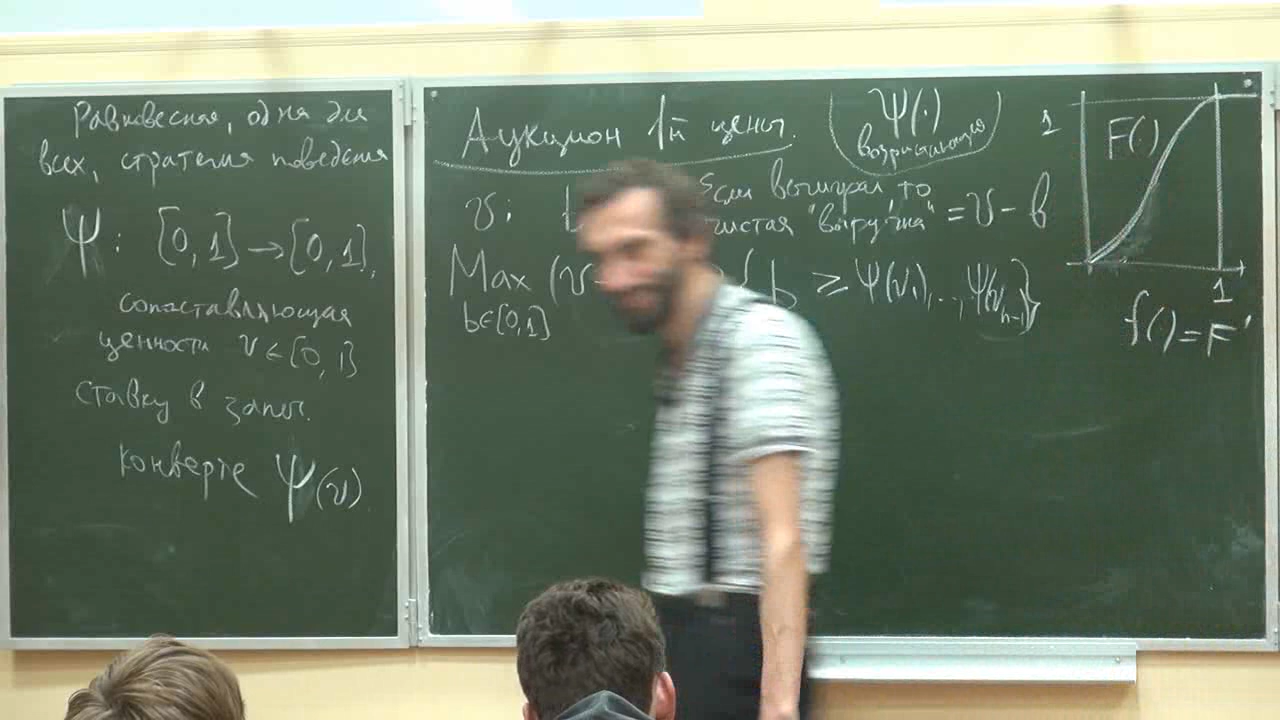 Равновесная, одна для
всех, стратегия поведения
Ψ : [0,1] → [0,1],
сопоставляющая
ценности v ∈ [0,1]
ставку в запеч.
конверте Ψ(v)
Аукцион 1й цены.
Ψ(·)
возрастающая
v; если выиграл, то
чистая "выручка" = v - b
Max (v
b ≥ Ψ(v₁), ..., Ψ(vₙ₋₁)}
b∈[0,1]
1
F(·)
1
f(·) = F'